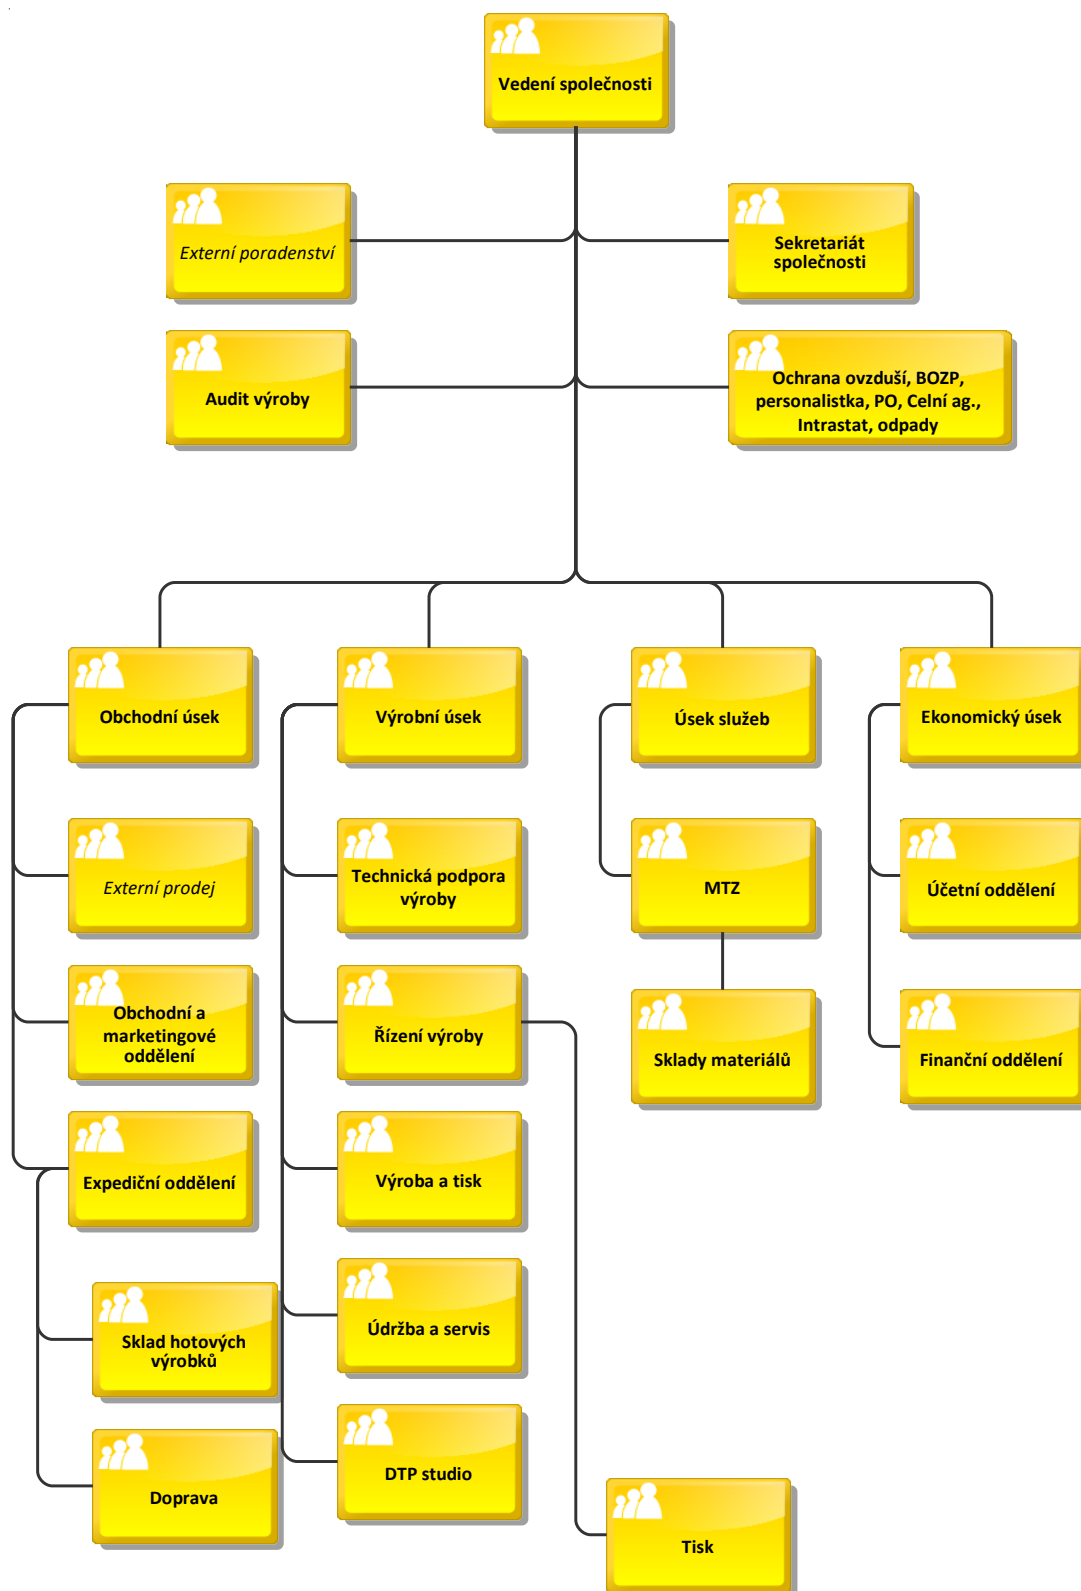 Vedení společnosti
Externí poradenství
Sekretariát
společnosti
Audit výroby
Ochrana ovzduší, BOZP,
personalistka, PO, Celní ag.,
Intrastat, odpady
Obchodní úsek
Výrobní úsek
Úsek služeb
Ekonomický úsek
Externí prodej
Technická podpora
výroby
MTZ
Účetní oddělení
Obchodní a
marketingové
oddělení
Řízení výroby
Sklady materiálů
Finanční oddělení
Expediční oddělení
Výroba a tisk
Sklad hotových
výrobků
Údržba a servis
Doprava
DTP studio
Tisk